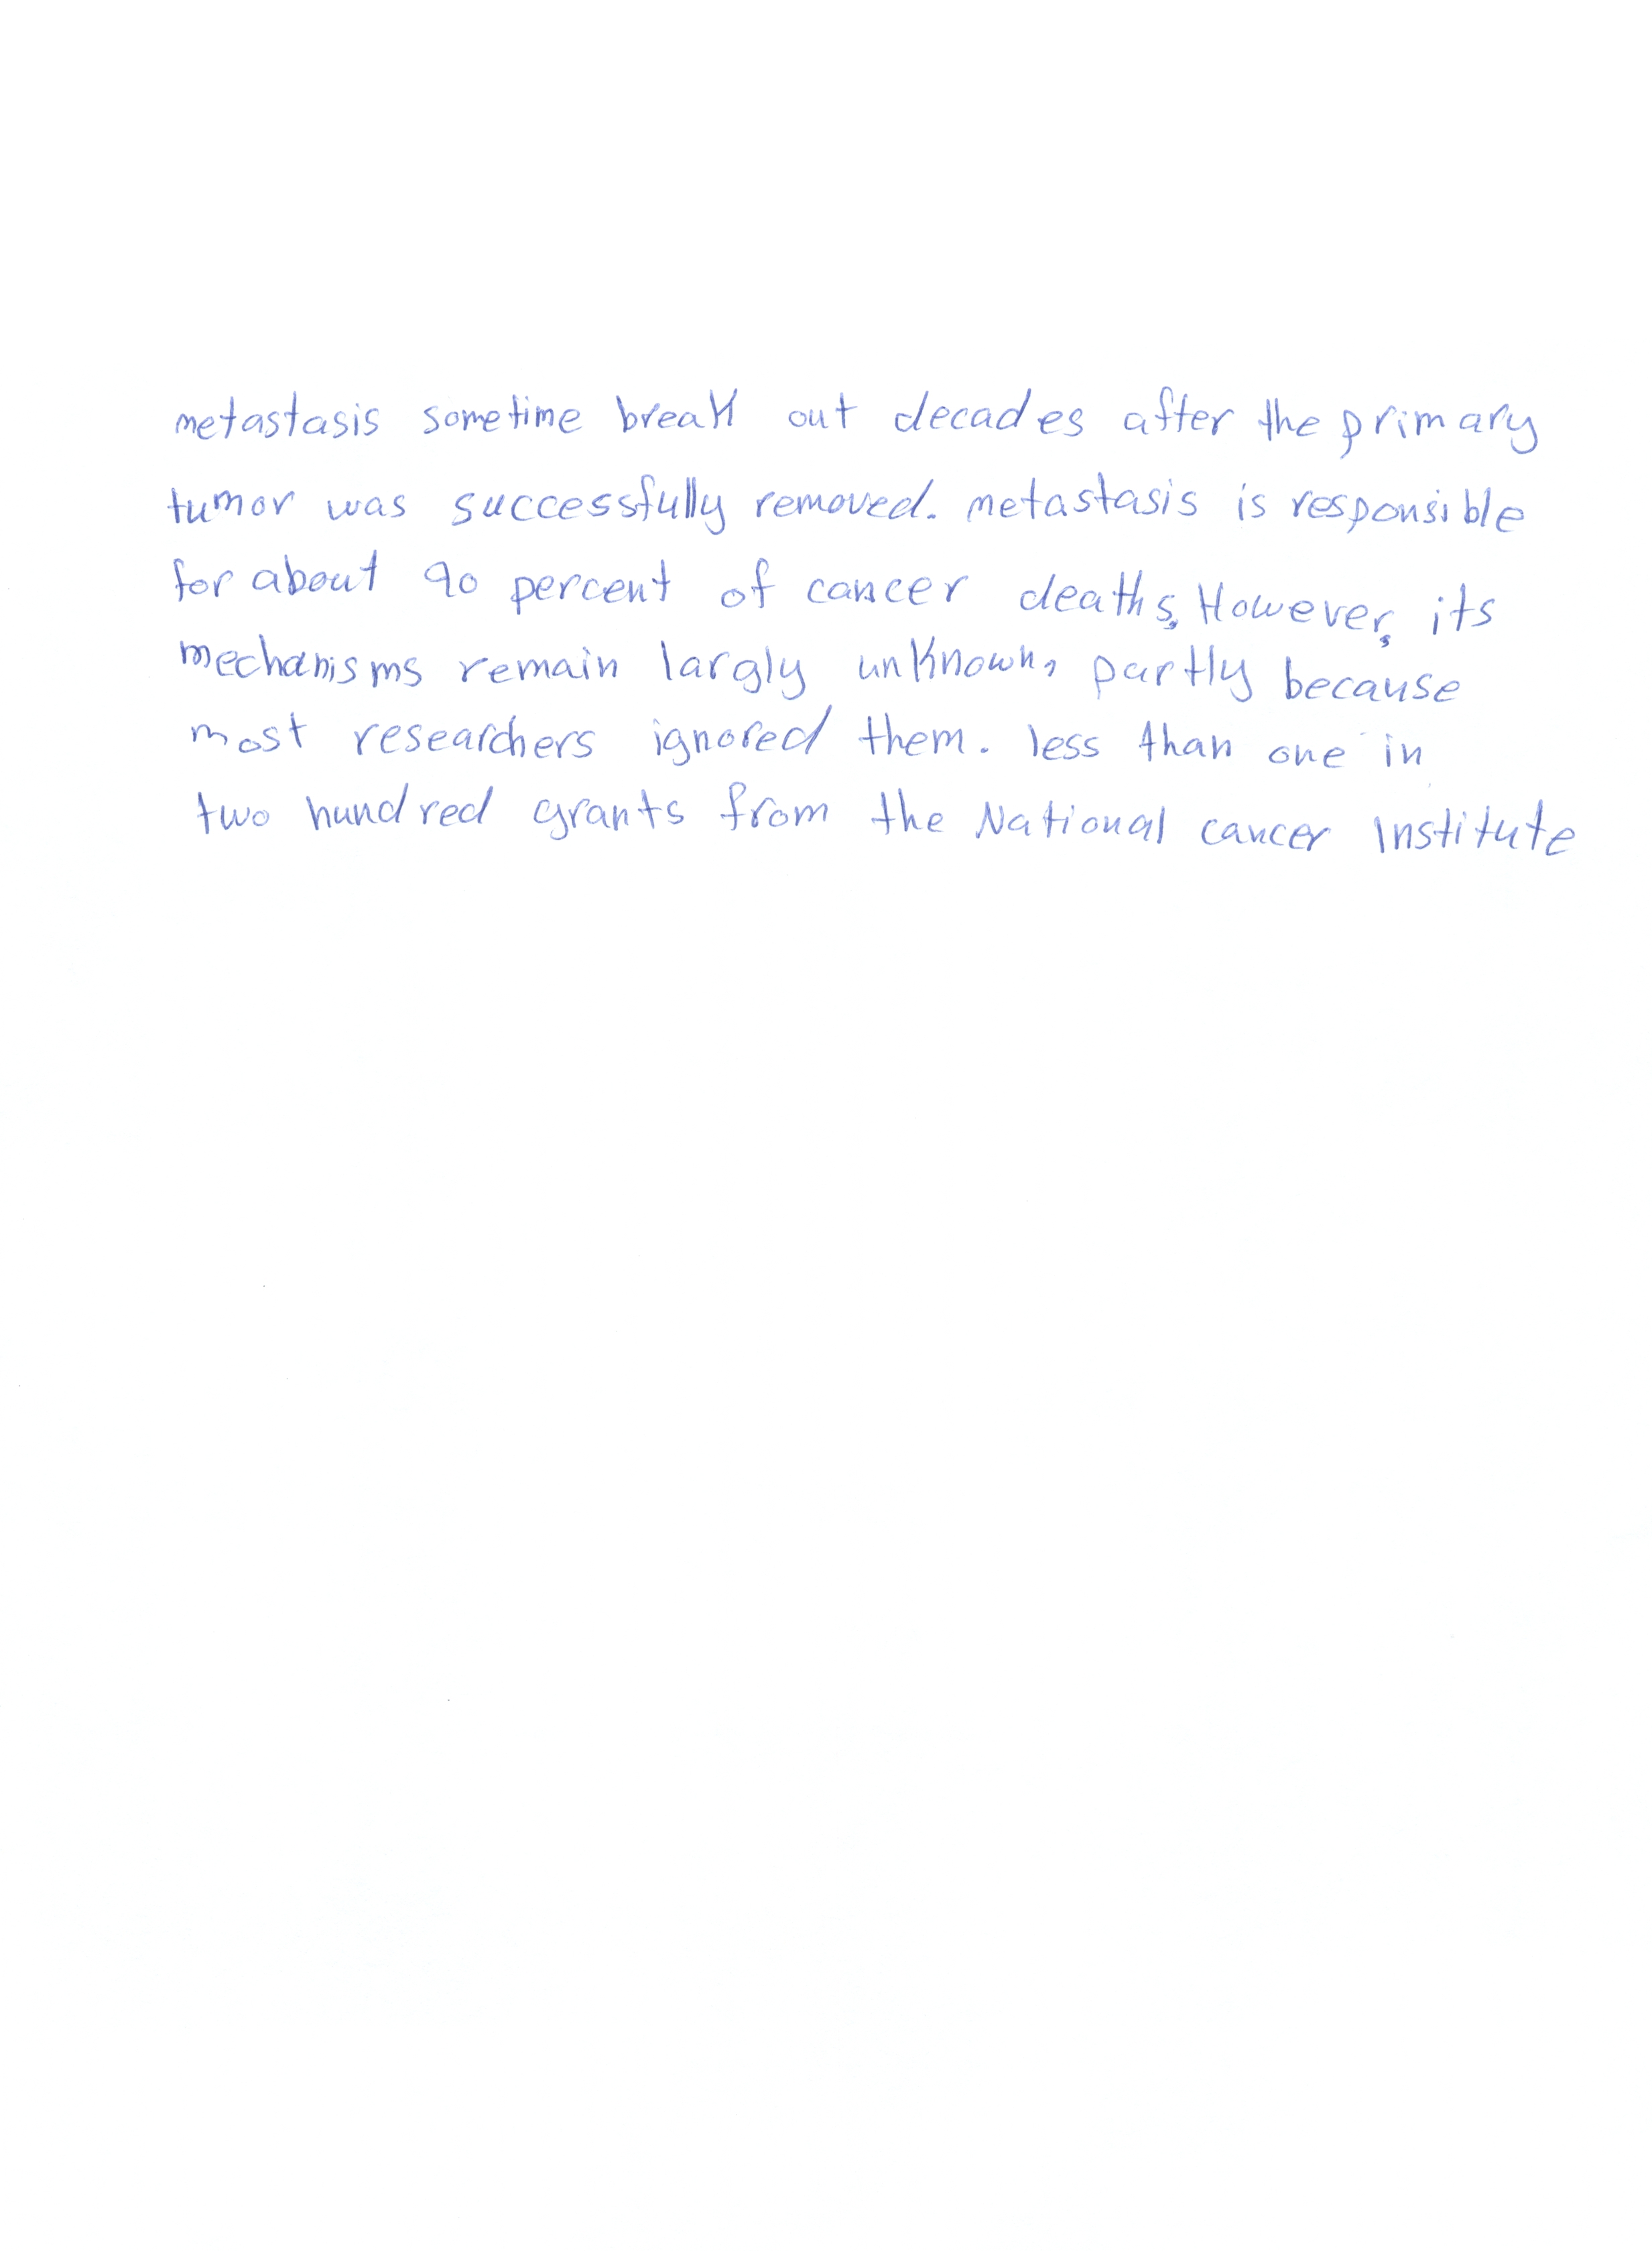 metastasis sometime break out decades after the primary
tumor was successfully removed. metastasis is responsible
for about 90 percent of cancer deaths, However, its
mechanisms remain largly unknown, partly because
most researchers ignored them. less than one in
two hundred grants from the National cancer Institute